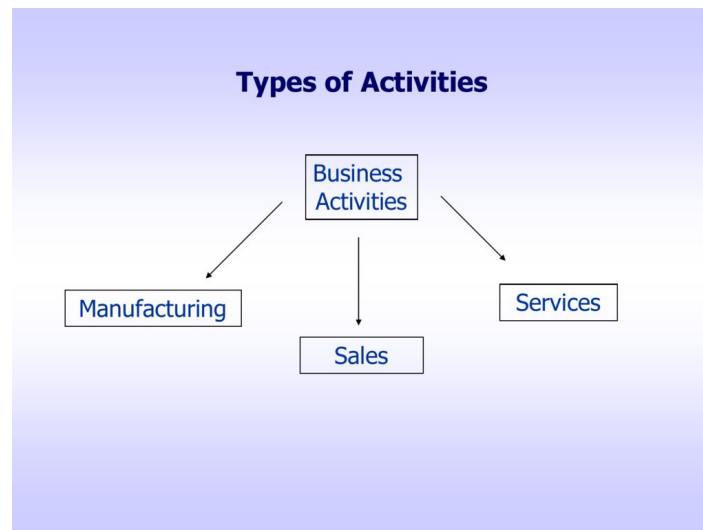 Types of Activities
Business
Activities
Manufacturing
Services
Sales